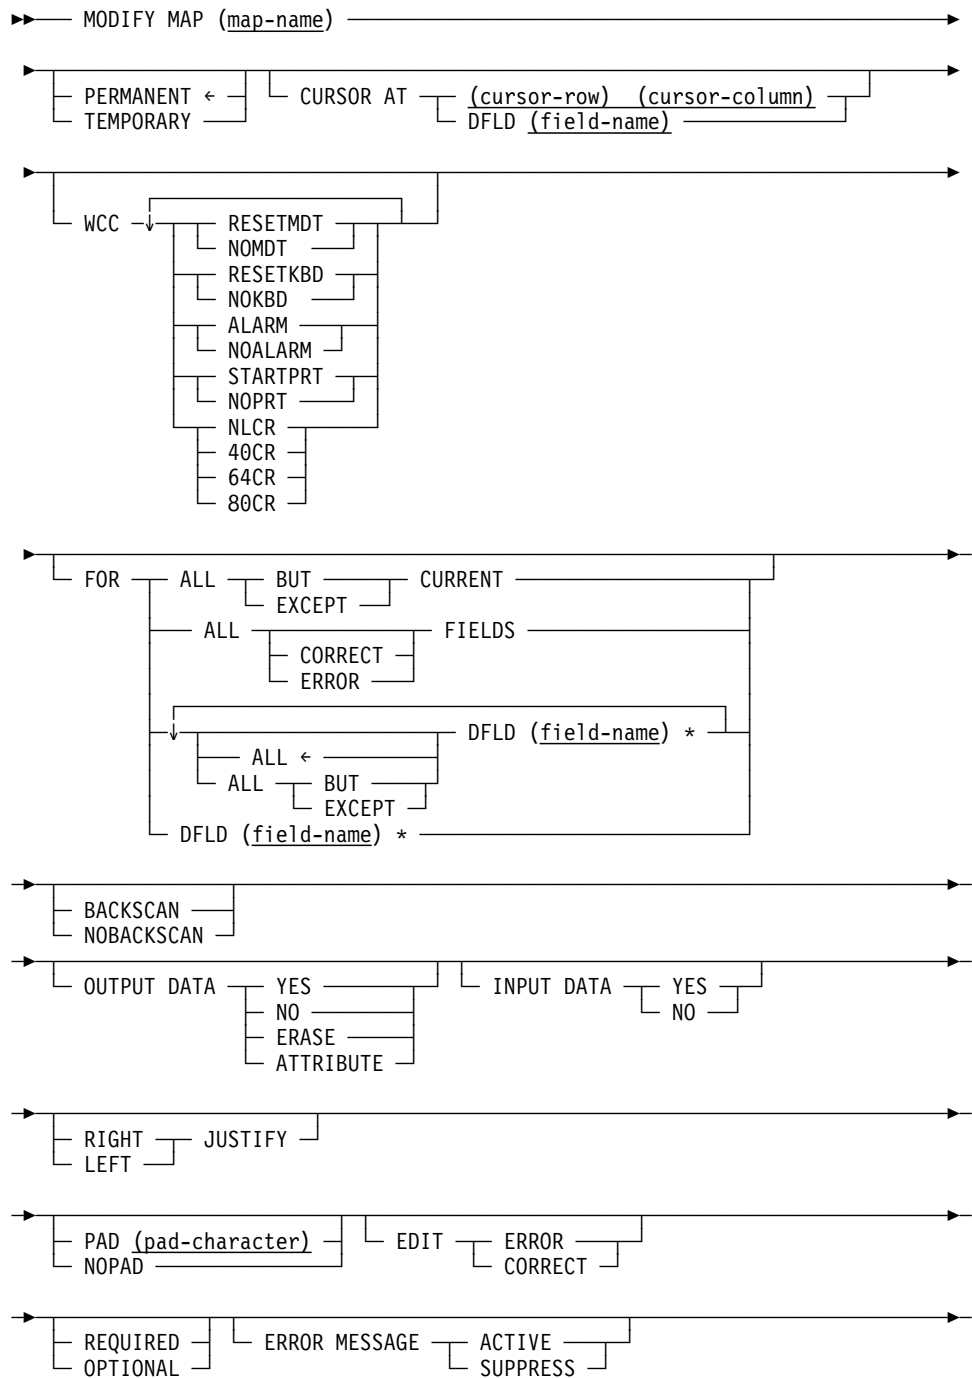 MODIFY MAP (map-name)
PERMANENT ← CURSOR AT (cursor-row) (cursor-column)
TEMPORARY DFLD (field-name)
WCC RESETMDT
NOMDT
RESETKBD
NOKBD
ALARM
NOALARM
STARTPRT
NOPRT
NLCR
40CR
64CR
80CR
FOR ALL BUT CURRENT
EXCEPT
ALL FIELDS
CORRECT
ERROR
DFLD (field-name) *
ALL ←
ALL BUT
EXCEPT
DFLD (field-name) *
BACKSCAN
NOBACKSCAN
OUTPUT DATA YES INPUT DATA YES
NO NO
ERASE
ATTRIBUTE
RIGHT JUSTIFY
LEFT
PAD (pad-character) EDIT ERROR
NOPAD CORRECT
REQUIRED ERROR MESSAGE ACTIVE
OPTIONAL SUPPRESS